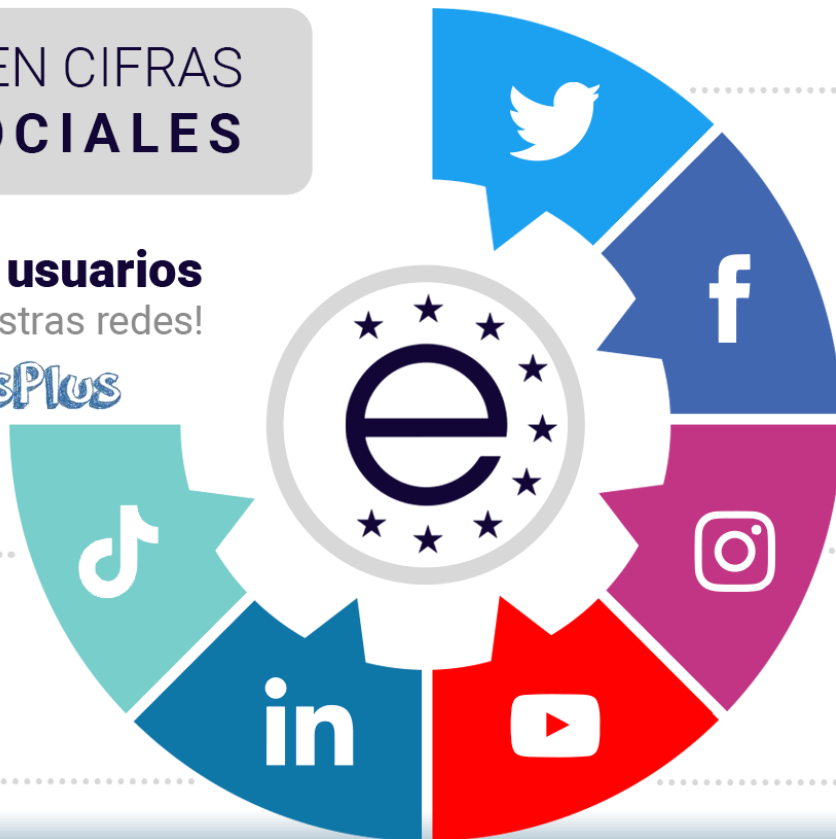 EN CIFRAS
OCIALES
usuarios
stras redes!
sPlus
e
f
in